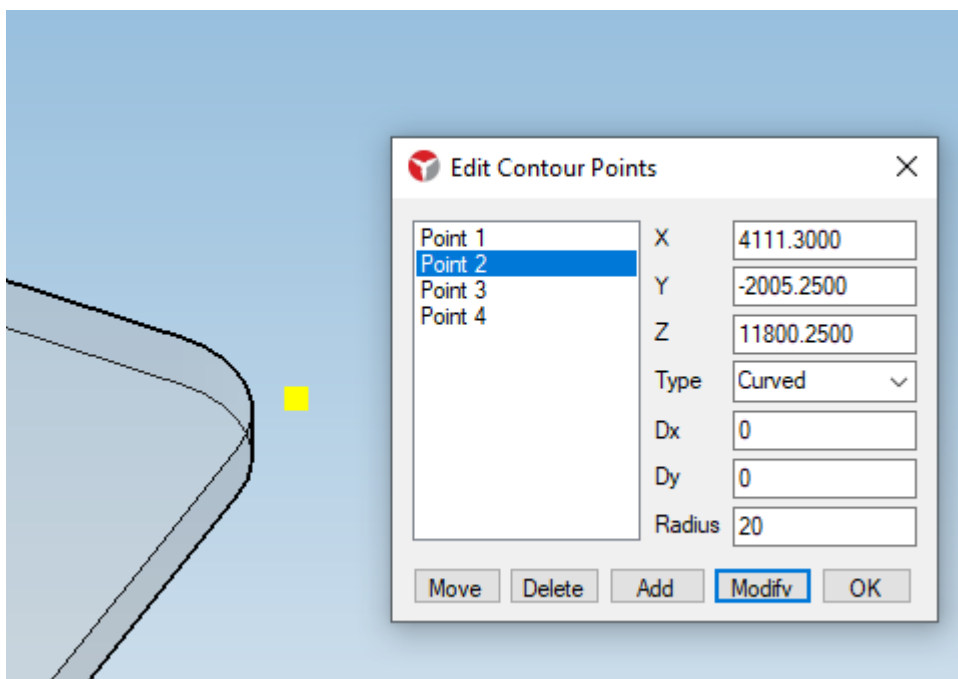 Edit Contour Points
Point 1
Point 2
Point 3
Point 4
X 4111.3000
Y -2005.2500
Z 11800.2500
Type Curved
Dx 0
Dy 0
Radius 20
Move Delete Add Modify OK